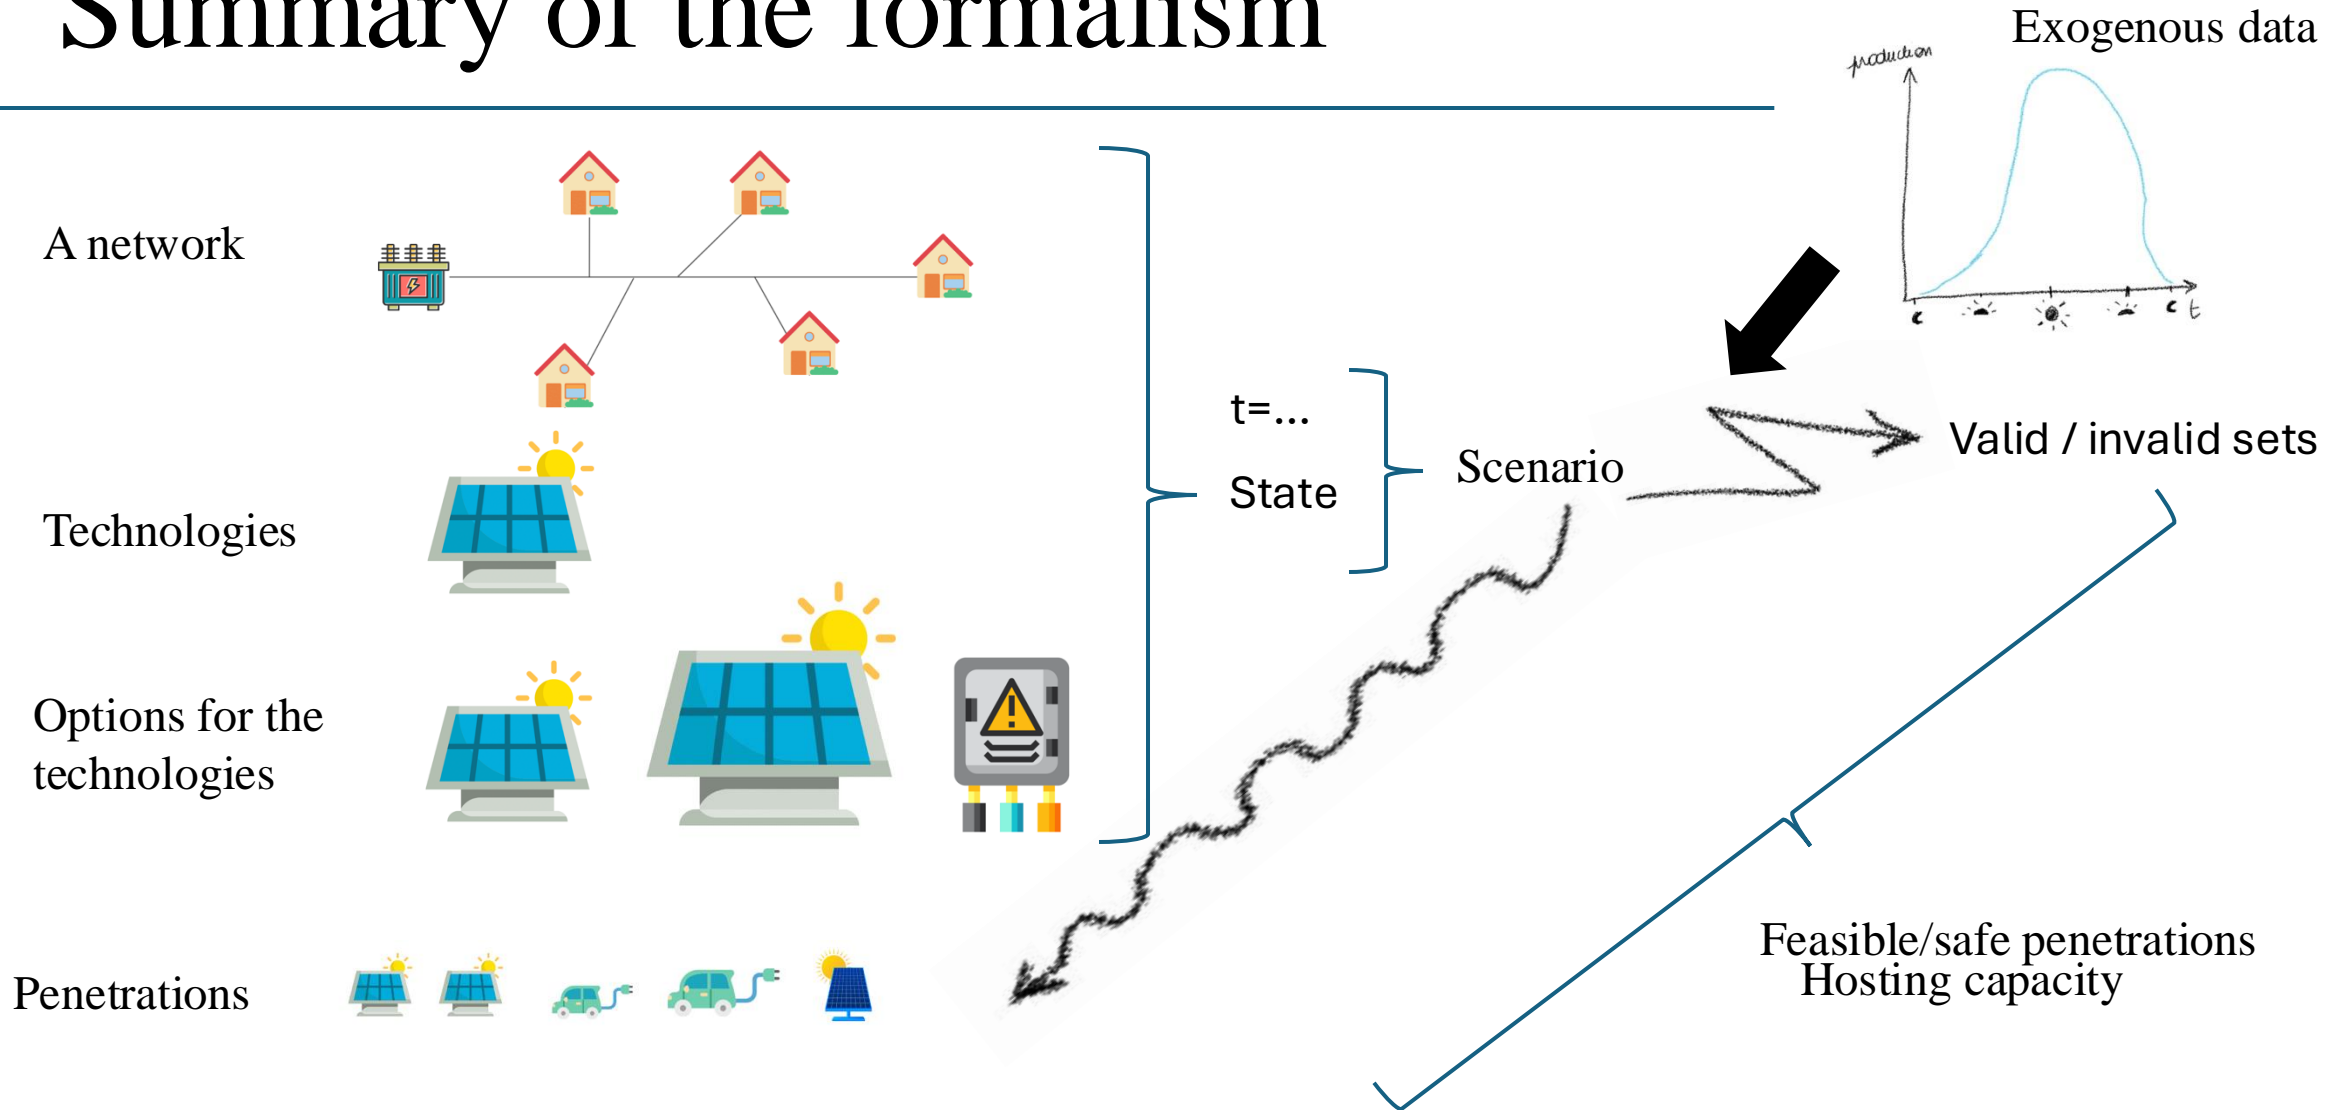 Summary of the formalism
Exogenous data
production
A network
t
t=...
Valid / invalid sets
Scenario
State
Technologies
Options for the
technologies
Feasible/safe penetrations
Hosting capacity
Penetrations